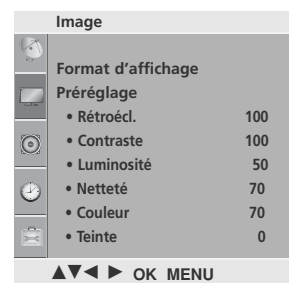 Image
Format d'affichage
Préréglage
• Rétroécl. 100
• Contraste 100
• Luminosité 50
• Netteté 70
• Couleur 70
• Teinte 0
▲▼◄ ► OK MENU